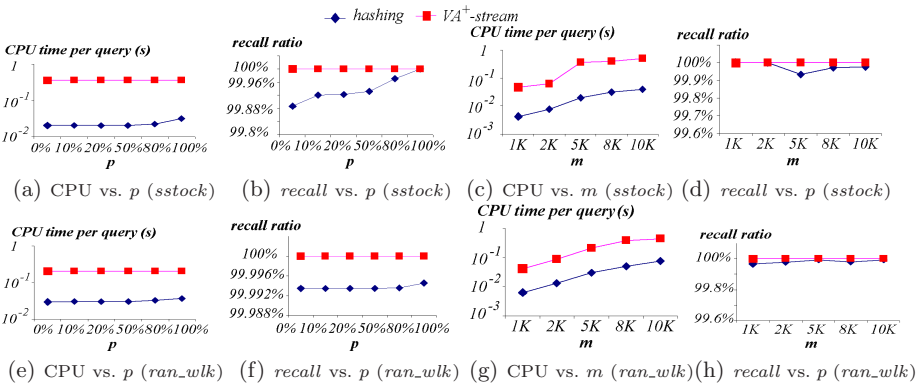 hashing VA+-stream
CPU time per query (s)
1
10-1
10-2
0% 10% 20% 50% 80% 100%
p
(a) CPU vs. p (sstock)
recall ratio
100%
99.96%
99.88%
99.8%
0% 10% 20% 50% 80% 100%
p
(b) recall vs. p (sstock)
CPU time per query (s)
1
10-1
10-2
10-3
1K 2K 5K 8K 10K
m
(c) CPU vs. m (sstock)
recall ratio
100%
99.9%
99.8%
99.7%
99.6%
1K 2K 5K 8K 10K
m
(d) recall vs. p (sstock)
CPU time per query (s)
1
10-1
10-2
0% 10% 20% 50% 80% 100%
p
(e) CPU vs. p (ran_wlk)
recall ratio
100%
99.996%
99.992%
99.988%
0% 10% 20% 50% 80% 100%
p
(f) recall vs. p (ran_wlk)
CPU time per query (s)
1
10-1
10-2
10-3
1K 2K 5K 8K 10K
m
(g) CPU vs. m (ran_wlk)
recall ratio
100%
99.8%
99.6%
1K 2K 5K 8K 10K
m
(h) recall vs. p (ran_wlk)